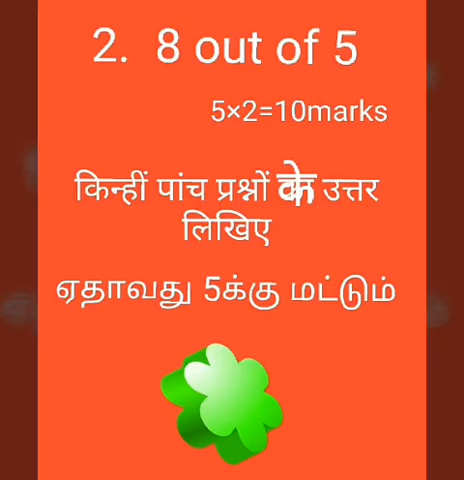 2. 8 out of 5
5×2=10marks
किन्हीं पांच प्रश्नों के उत्तर
लिखिए
ஏதாவது 5க்கு மட்டும்